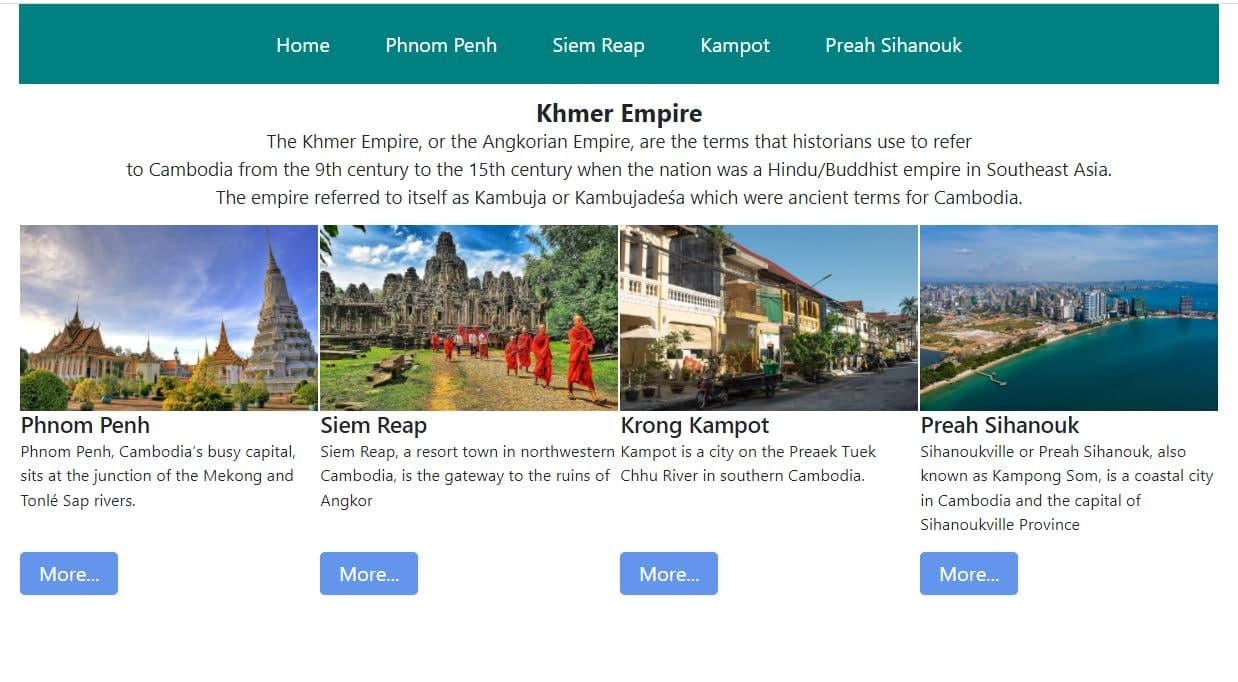 Home Phnom Penh Siem Reap Kampot Preah Sihanouk
Khmer Empire
The Khmer Empire, or the Angkorian Empire, are the terms that historians use to refer
to Cambodia from the 9th century to the 15th century when the nation was a Hindu/Buddhist empire in Southeast Asia.
The empire referred to itself as Kambuja or Kambujadeśa which were ancient terms for Cambodia.
Phnom Penh
Phnom Penh, Cambodia’s busy capital,
sits at the junction of the Mekong and
Tonlé Sap rivers.
More...
Siem Reap
Siem Reap, a resort town in northwestern
Cambodia, is the gateway to the ruins of
Angkor
More...
Krong Kampot
Kampot is a city on the Preaek Tuek
Chhu River in southern Cambodia.
More...
Preah Sihanouk
Sihanoukville or Preah Sihanouk, also
known as Kampong Som, is a coastal city
in Cambodia and the capital of
Sihanoukville Province
More...